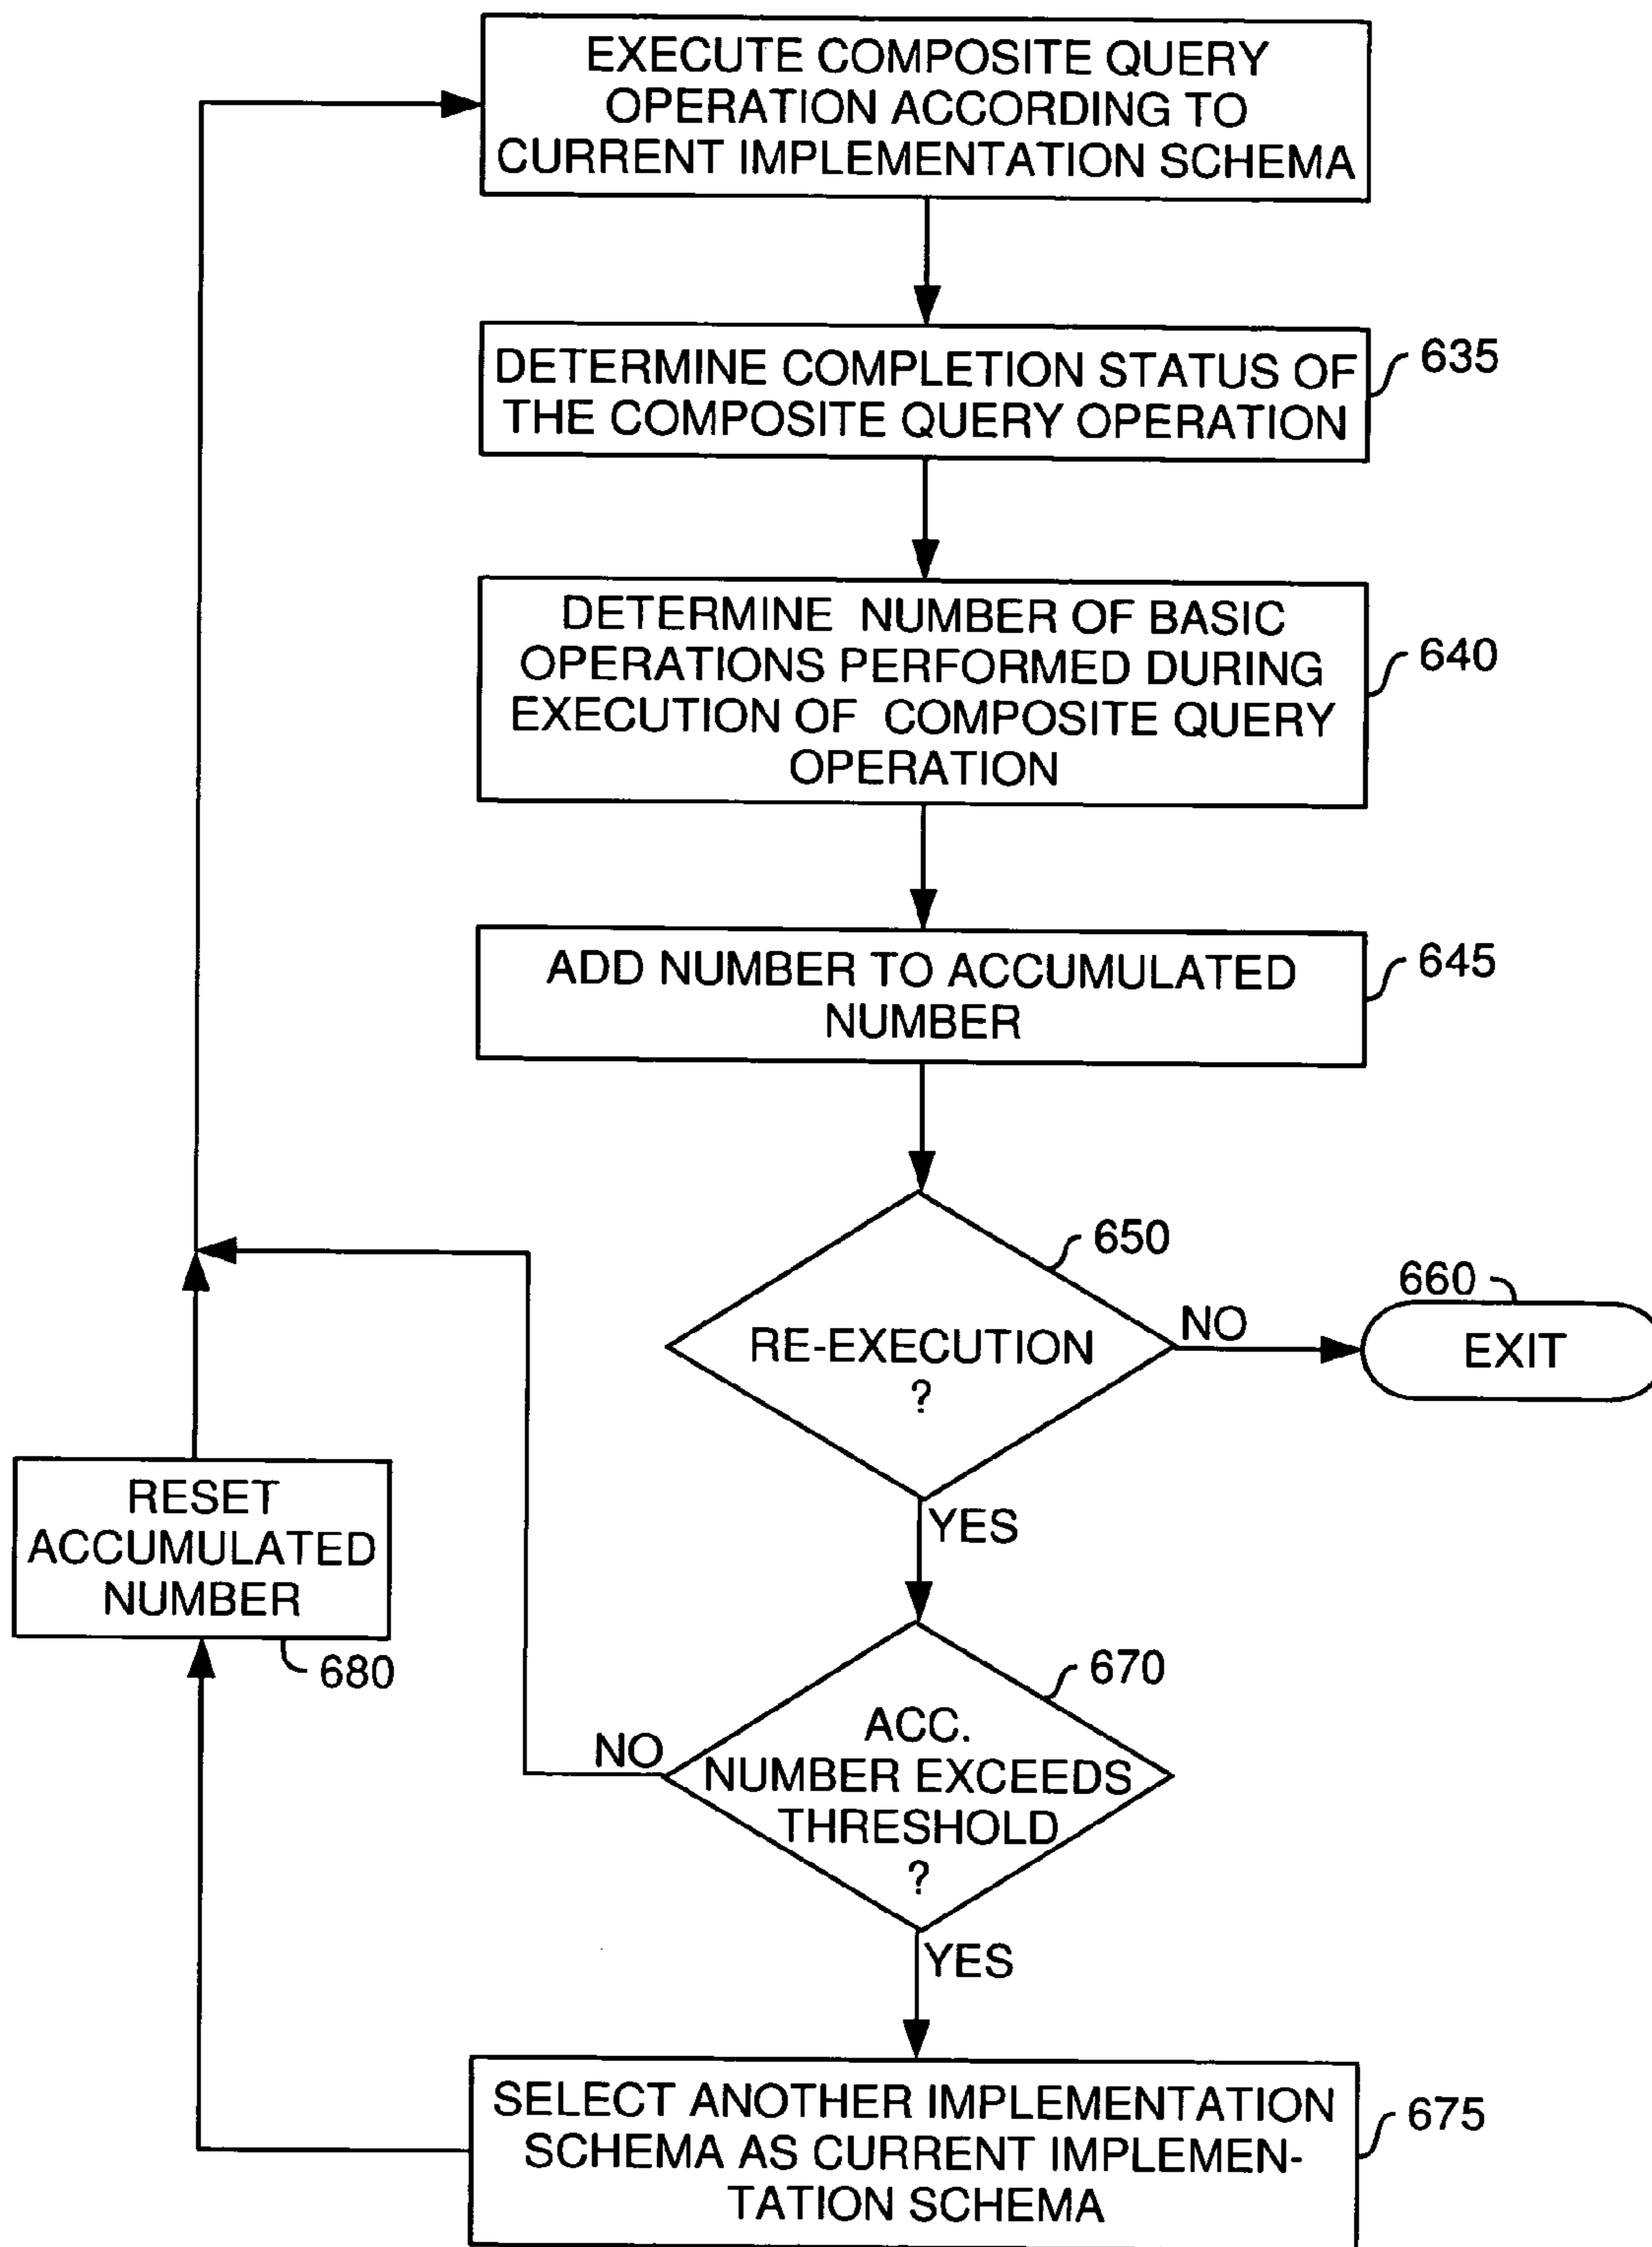 EXECUTE COMPOSITE QUERY
OPERATION ACCORDING TO
CURRENT IMPLEMENTATION SCHEMA
DETERMINE COMPLETION STATUS OF
THE COMPOSITE QUERY OPERATION
635
DETERMINE NUMBER OF BASIC
OPERATIONS PERFORMED DURING
EXECUTION OF COMPOSITE QUERY
OPERATION
640
ADD NUMBER TO ACCUMULATED
NUMBER
645
650
RE-EXECUTION
?
NO
660
EXIT
YES
RESET
ACCUMULATED
NUMBER
680
670
ACC.
NUMBER EXCEEDS
THRESHOLD
?
NO
YES
SELECT ANOTHER IMPLEMENTATION
SCHEMA AS CURRENT IMPLEMEN-
TATION SCHEMA
675